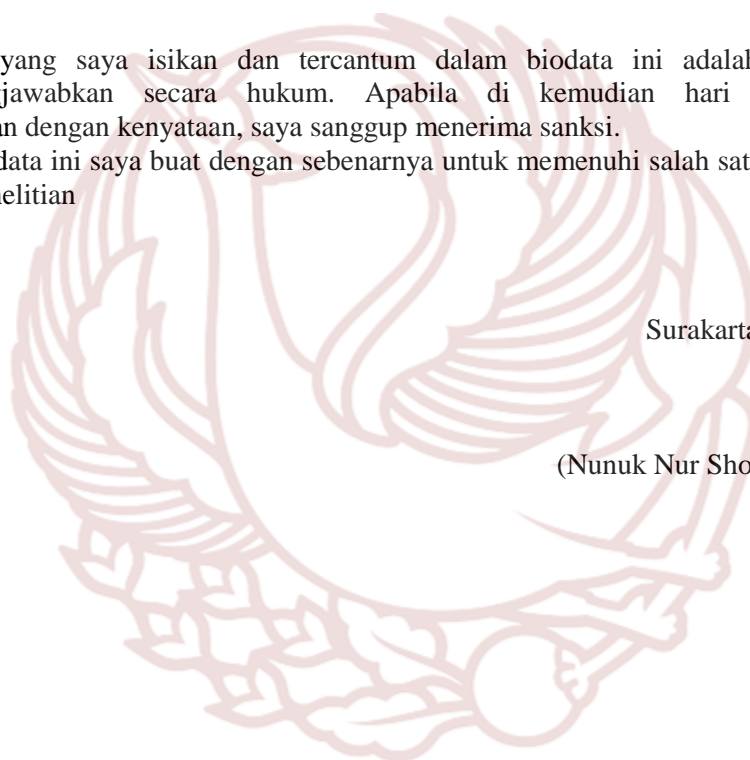 yang saya isikan dan tercantum dalam biodata ini adalah
jawabkan secara hukum. Apabila di kemudian hari
an dengan kenyataan, saya sanggup menerima sanksi.
data ini saya buat dengan sebenarnya untuk memenuhi salah sat
nelitian
Surakarta
(Nunuk Nur Sho